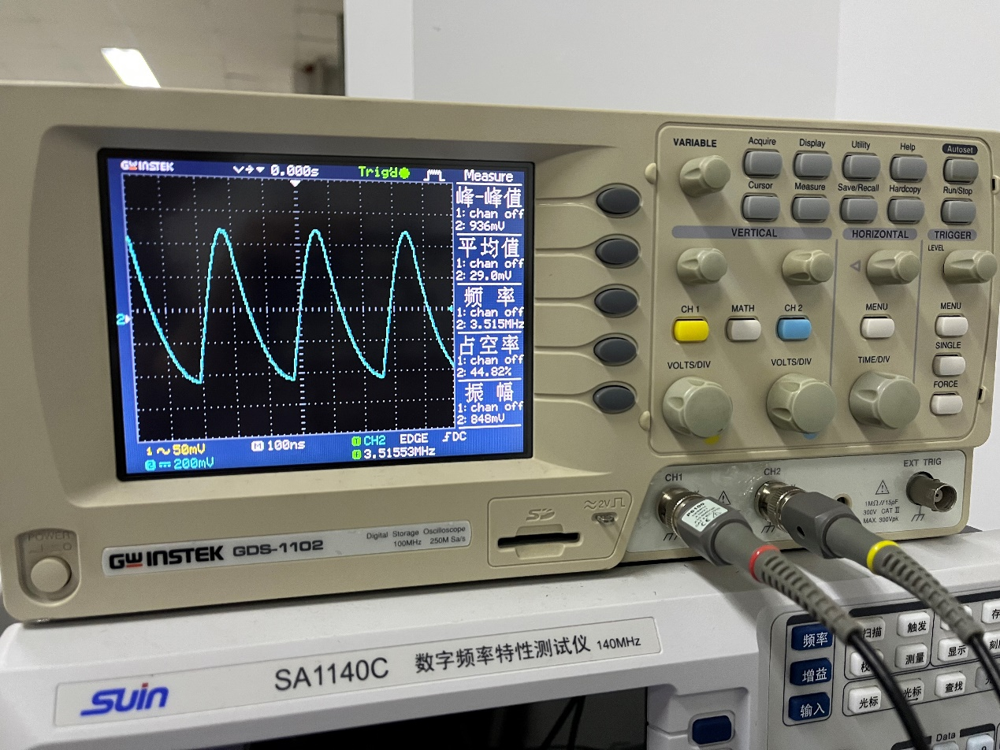 GWINSTEK
0.000s
Trig'd
Measure
峰-峰值
1: chan off
2: 936mV
平均值
1: chan off
2: 29.0mV
频 率
1: chan off
2: 3.515MHz
占空率
1: chan off
2: 44.82%
振 幅
1: chan off
2: 848mV
2
1 50mV
2 200mV
M 100ns
CH2 EDGE DC
3.51553MHz
VARIABLE
Acquire
Display
Utility
Help
Autoset
Cursor
Measure
Save/Recall
Hardcopy
Run/Stop
VERTICAL
HORIZONTAL
TRIGGER
LEVEL
CH 1
MATH
CH 2
MENU
MENU
SINGLE
FORCE
VOLTS/DIV
VOLTS/DIV
TIME/DIV
CH1
CH2
EXT TRIG
1MΩ//15pF
300V CAT II
MAX. 300Vpk
P6100
CE
SD
≈2V
POWER
GWINSTEK GDS-1102
Digital Storage Oscilloscope
100MHz 250M Sa/s
suin
SA1140C 数字频率特性测试仪 140MHz
频率
增益
输入
扫描
触发
存
校
测量
显示
刻
光标
光标
查找
Data